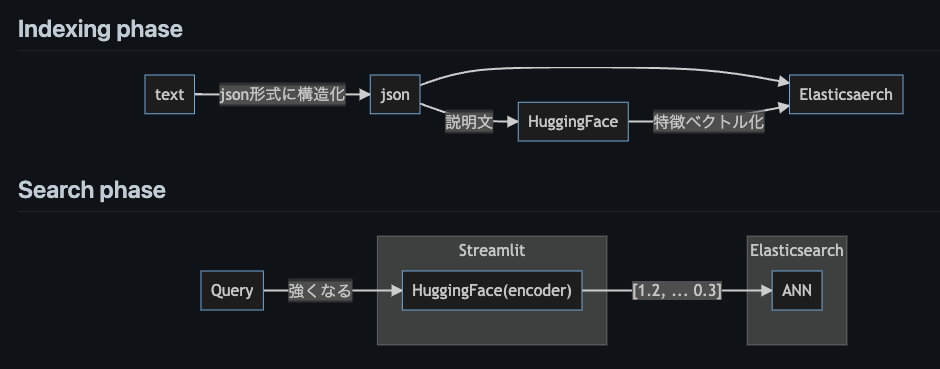 Indexing phase
text
json形式に構造化
json
説明文
HuggingFace
特徴ベクトル化
Elasticsaerch
Search phase
Query
強くなる
Streamlit
HuggingFace(encoder)
[1.2, ... 0.3]
Elasticsearch
ANN